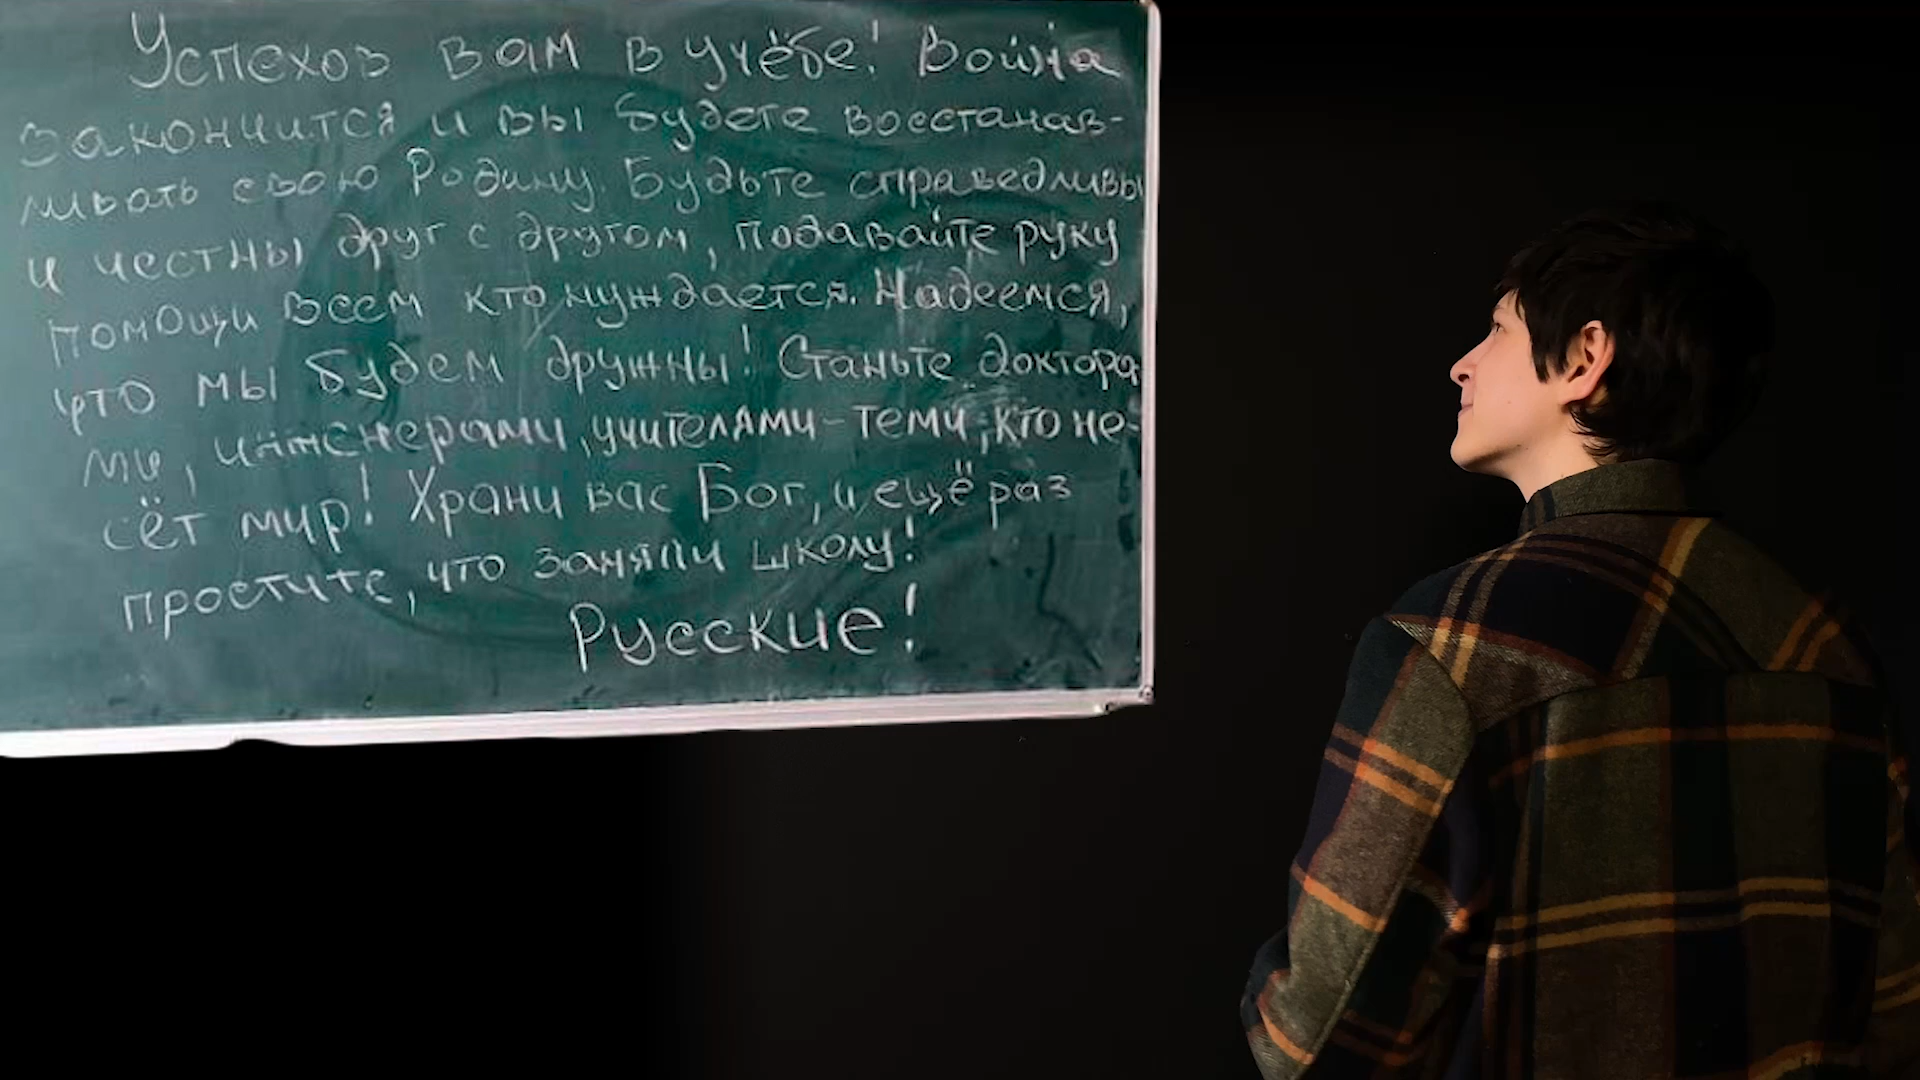 Успехов вам в учёбе! Война
закончится и вы будете восстанав-
ливать свою Родину. Будьте справедливы
и честны друг с другом, подавайте руку
помощи всем кто нуждается. Надеемся,
что мы будем дружны! Станьте доктора
ми, инженерами, учителями - теми, кто не-
сёт мир! Храни вас Бог, и ещё раз
простите, что заняли школу!
Русские!